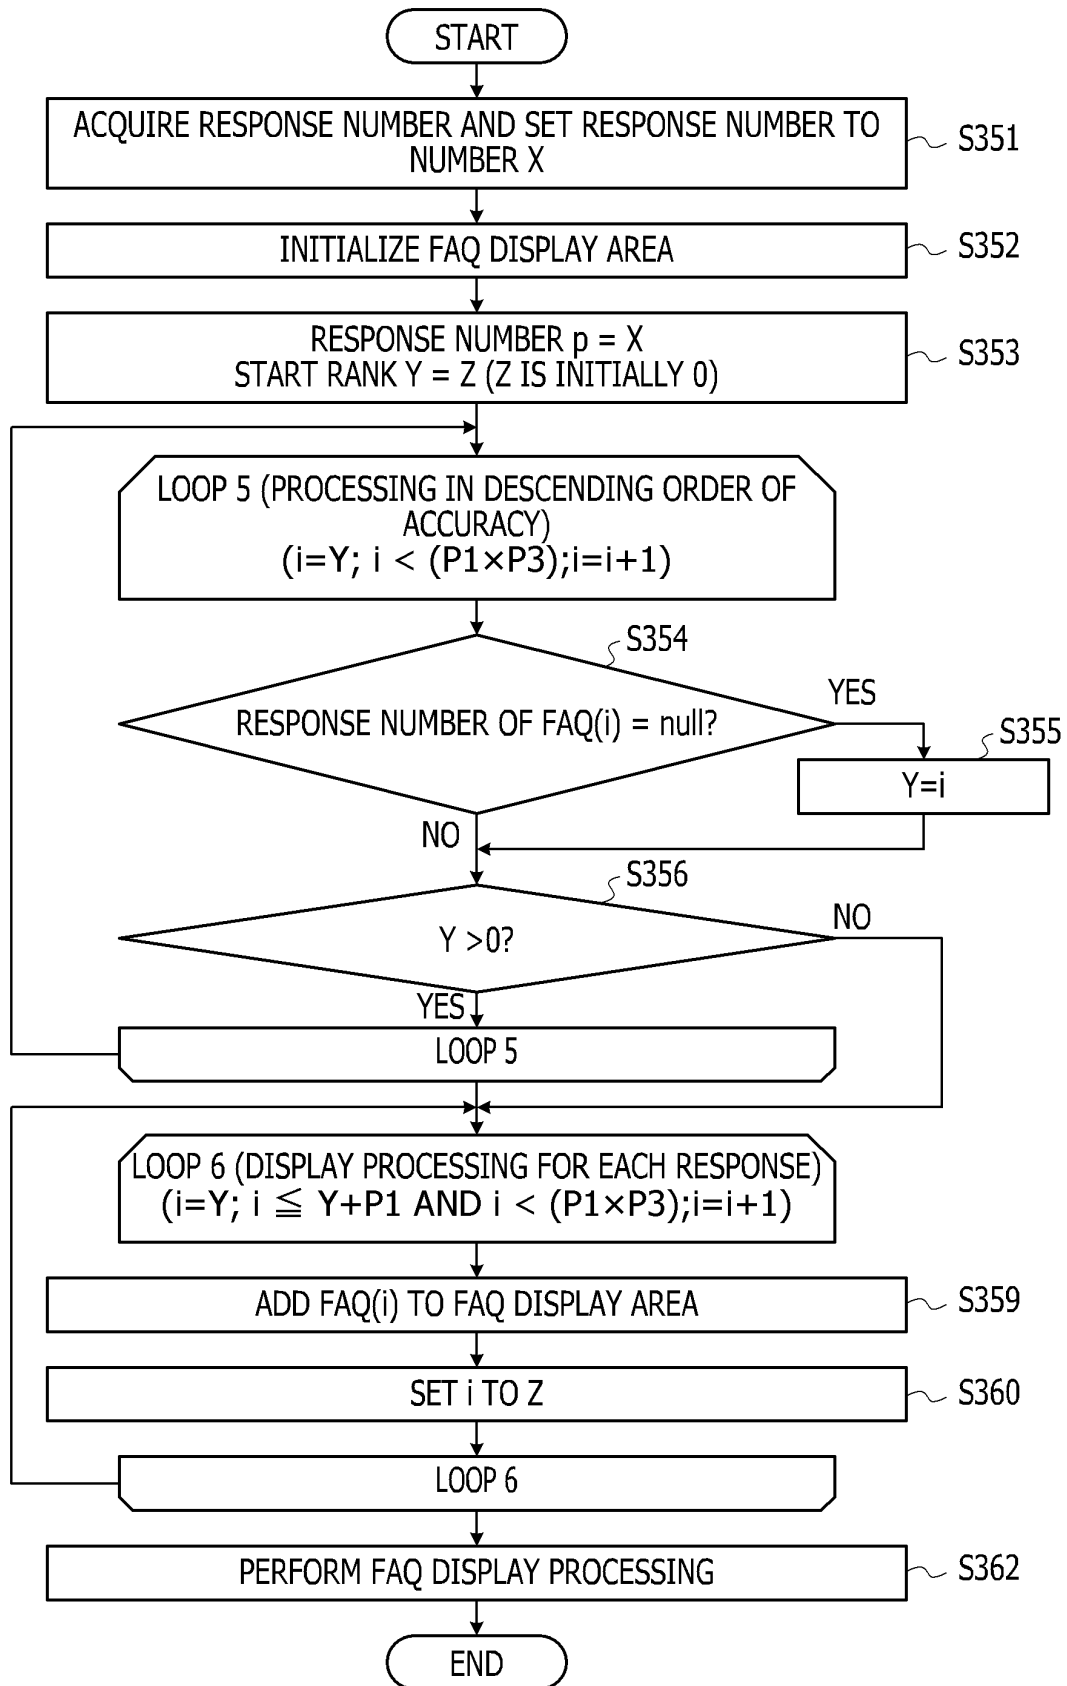 START
ACQUIRE RESPONSE NUMBER AND SET RESPONSE NUMBER TO
NUMBER X
S351
INITIALIZE FAQ DISPLAY AREA
S352
RESPONSE NUMBER p = X
START RANK Y = Z (Z IS INITIALLY 0)
S353
LOOP 5 (PROCESSING IN DESCENDING ORDER OF
ACCURACY)
(i=Y; i < (P1×P3);i=i+1)
S354
RESPONSE NUMBER OF FAQ(i) = null?
YES
S355
Y=i
NO
S356
Y >0?
NO
YES
LOOP 5
LOOP 6 (DISPLAY PROCESSING FOR EACH RESPONSE)
(i=Y; i ≦ Y+P1 AND i < (P1×P3);i=i+1)
ADD FAQ(i) TO FAQ DISPLAY AREA
S359
SET i TO Z
S360
LOOP 6
PERFORM FAQ DISPLAY PROCESSING
S362
END